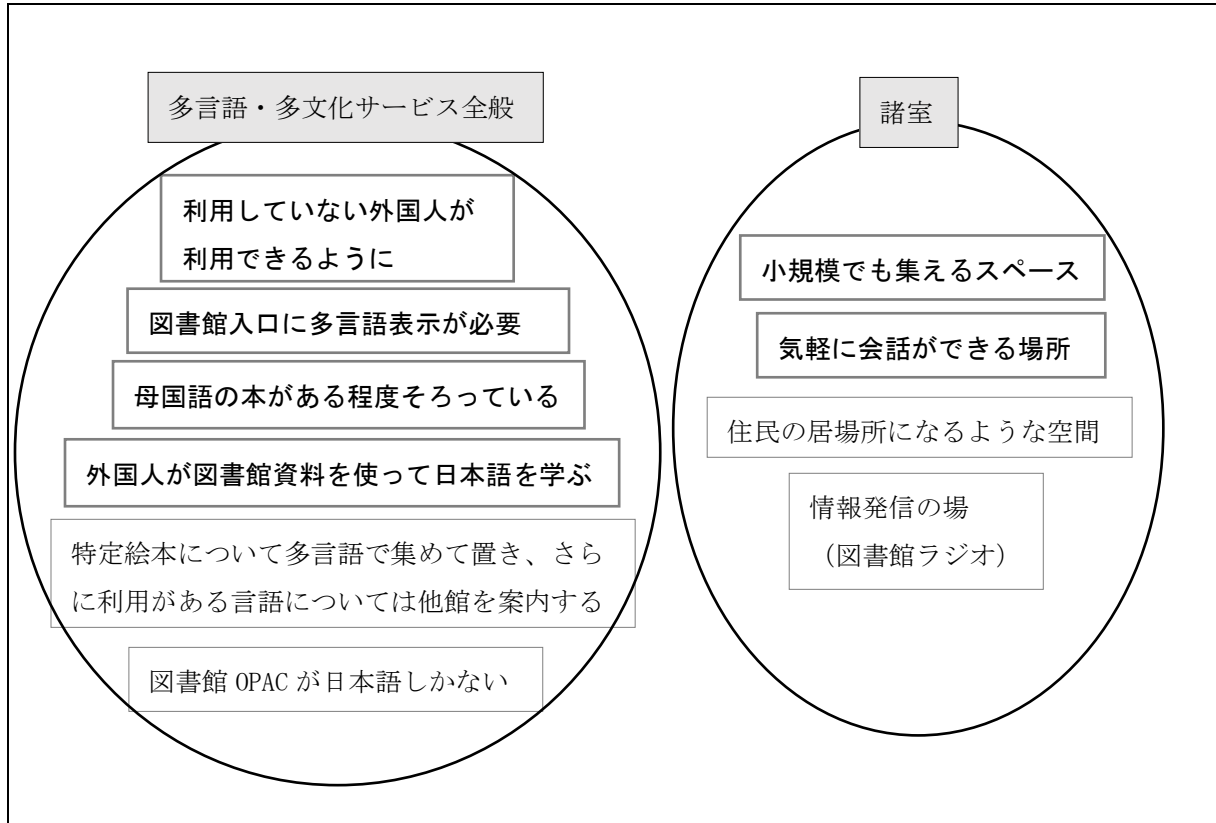 多言語・多文化サービス全般
利用していない外国人が
利用できるように
図書館入口に多言語表示が必要
母国語の本がある程度そろっている
外国人が図書館資料を使って日本語を学ぶ
特定絵本について多言語で集めて置き、さら
に利用がある言語については他館を案内する
図書館 OPAC が日本語しかない
諸室
小規模でも集えるスペース
気軽に会話ができる場所
住民の居場所になるような空間
情報発信の場
（図書館ラジオ）